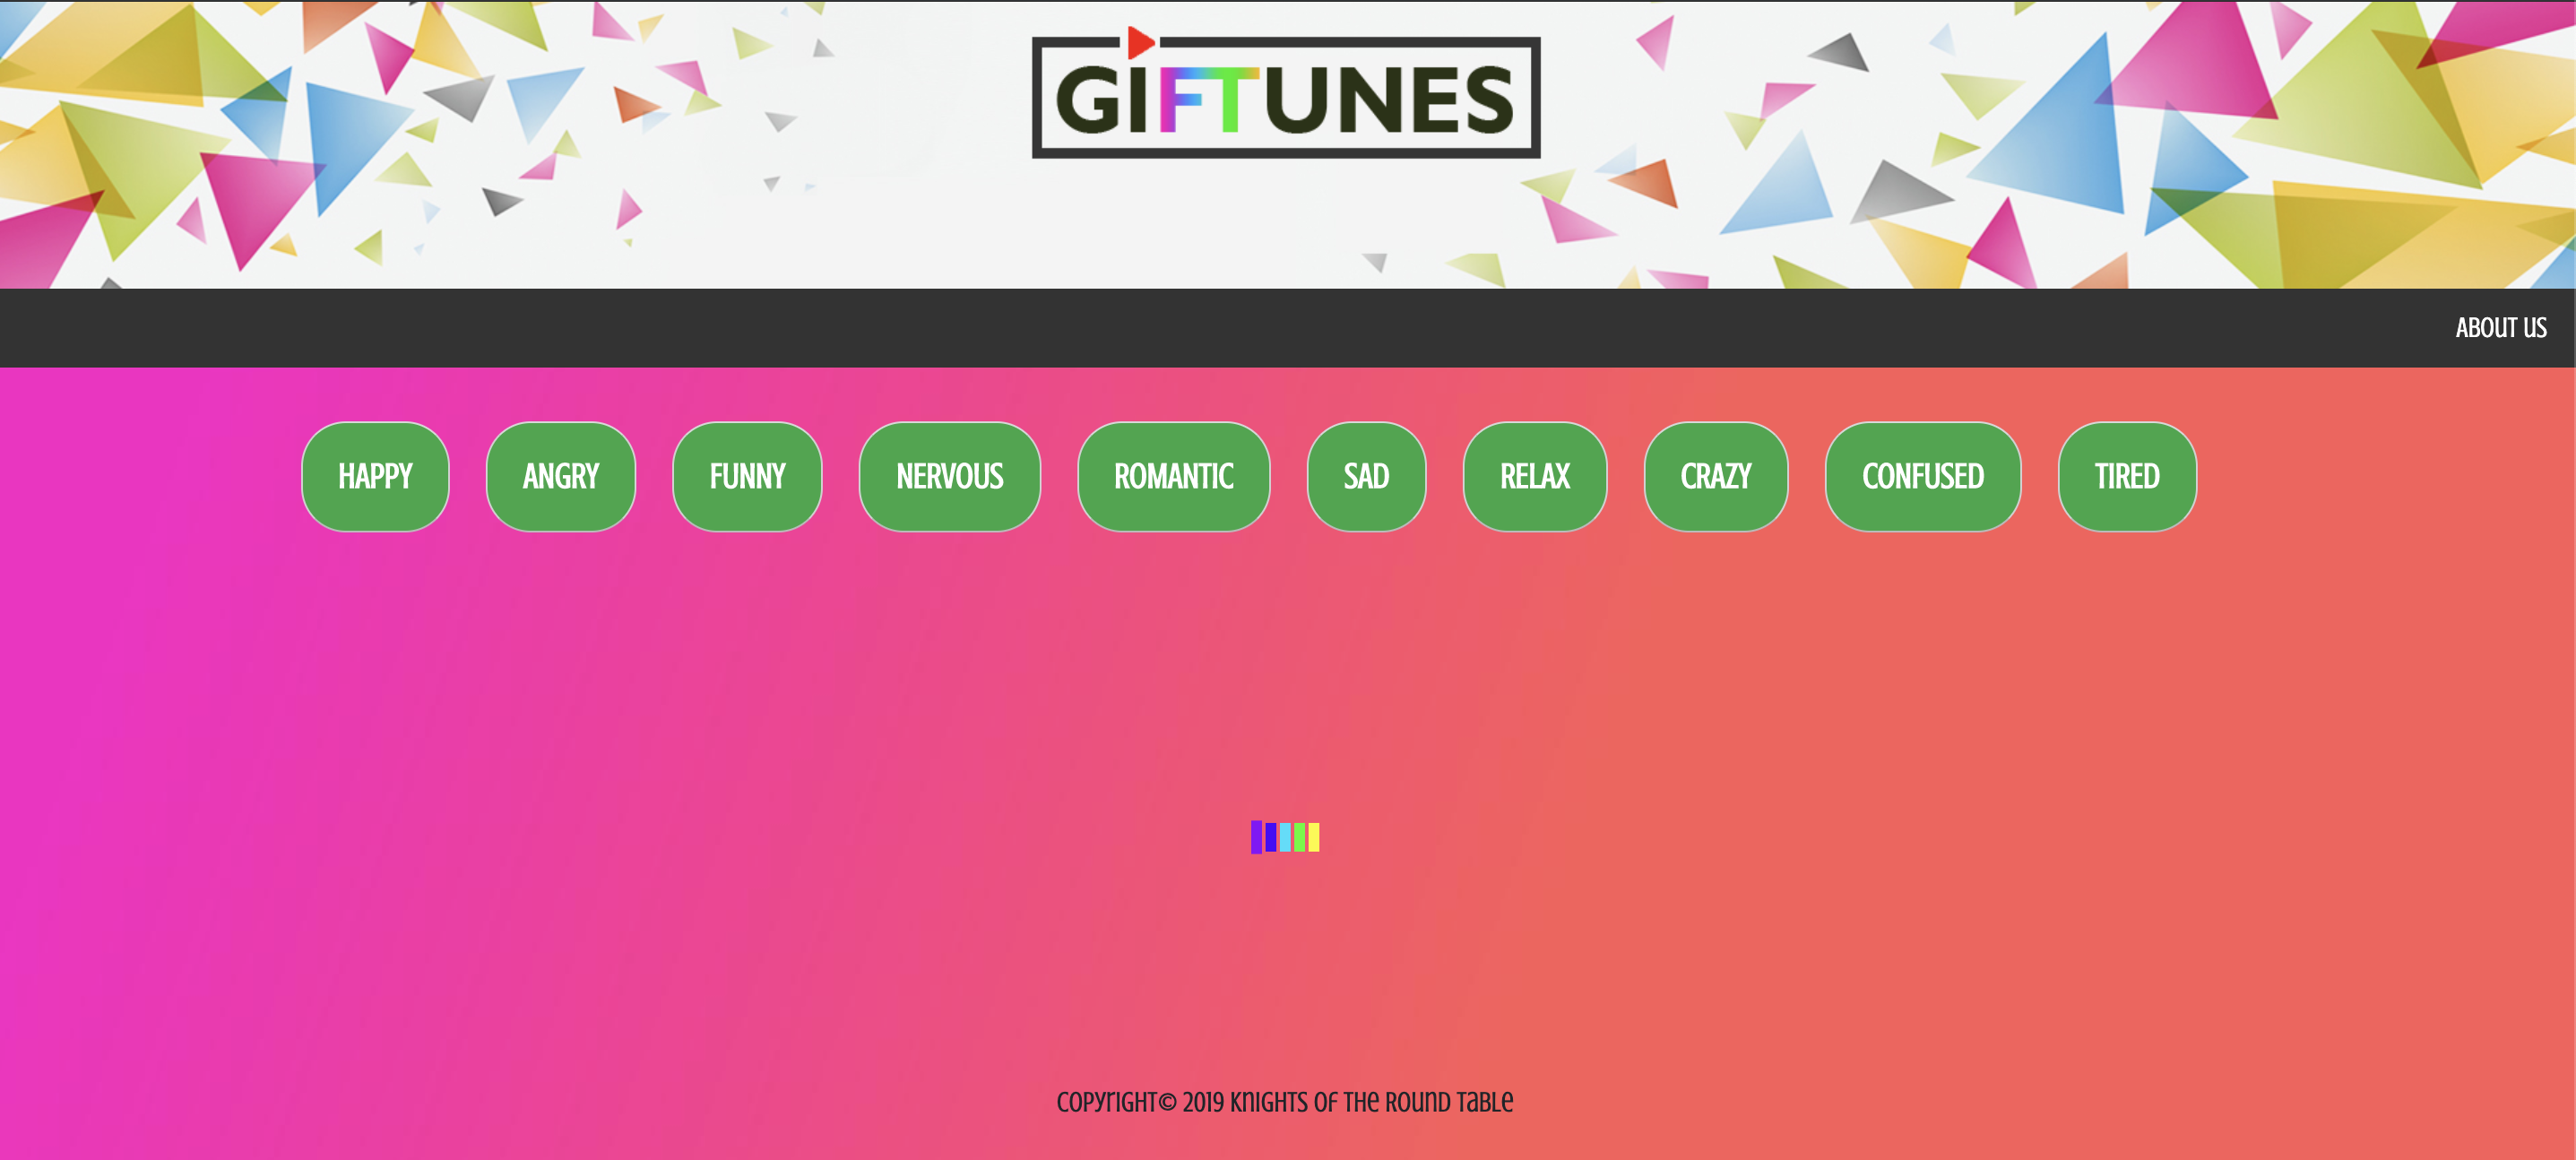 GIFTUNES
ABOUT US
HAPPY ANGRY FUNNY NERVOUS ROMANTIC SAD RELAX CRAZY CONFUSED TIRED
Copyright© 2019 Knights of the Round Table